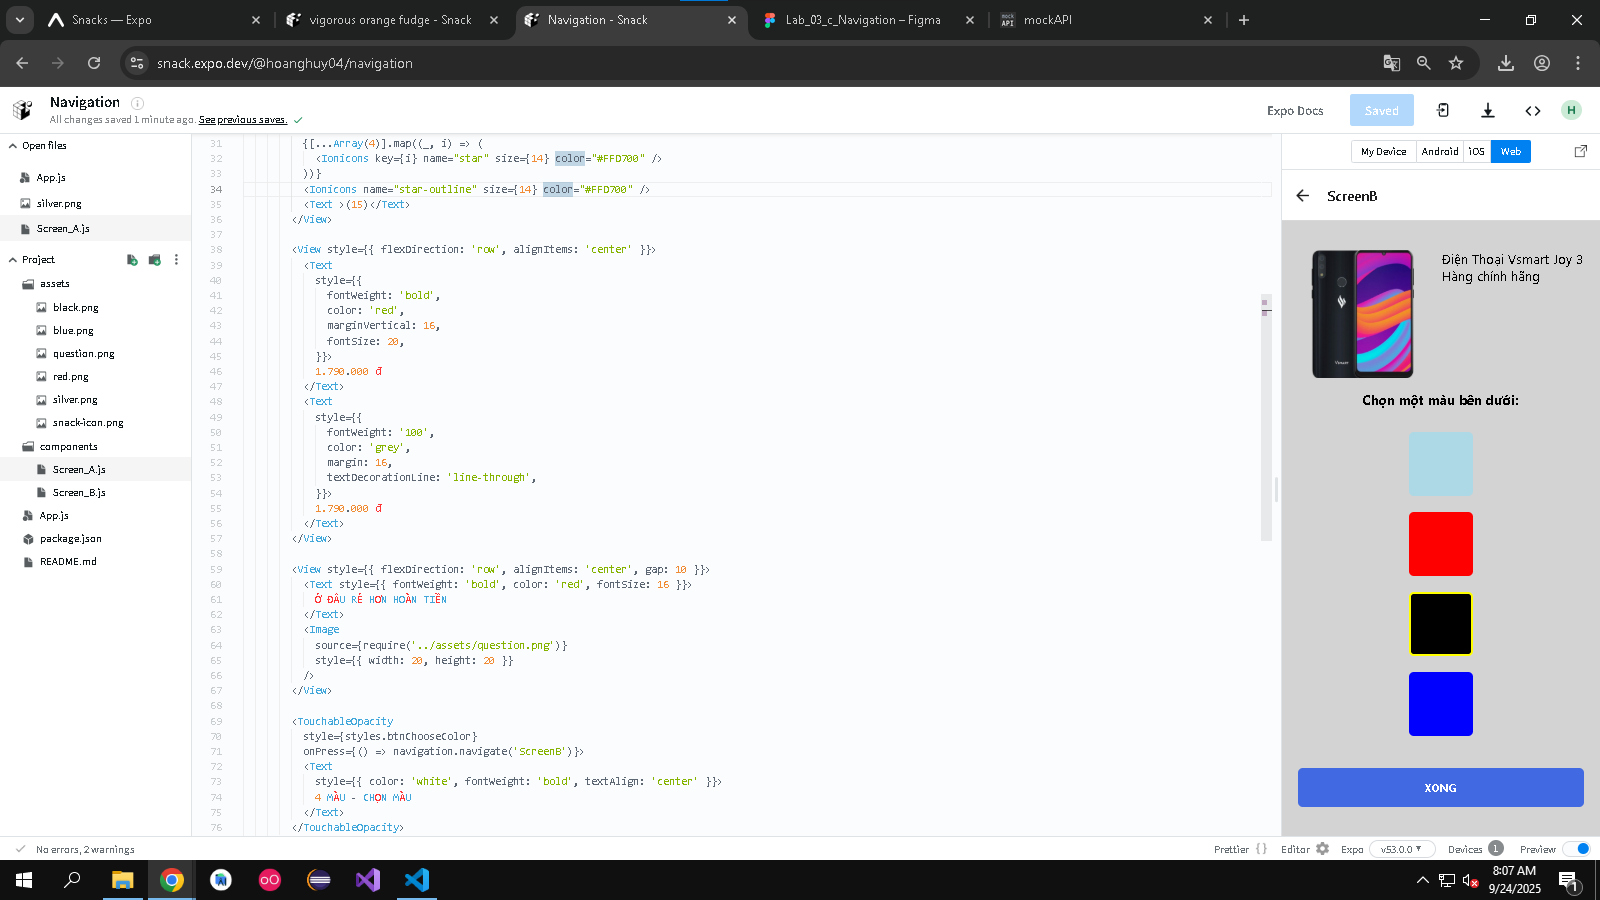 Snacks — Expo
vigorous orange fudge - Snack
Navigation - Snack
Lab_03_c_Navigation – Figma
mock API
mockAPI
snack.expo.dev/@hoanghuy04/navigation
Navigation
All changes saved 1 minute ago. See previous saves.
Expo Docs
Saved
H
Open files
App.js
silver.png
Screen_A.js
Project
assets
black.png
blue.png
question.png
red.png
silver.png
snack-icon.png
components
Screen_A.js
Screen_B.js
App.js
package.json
README.md
31 {[...Array(4)].map((_, i) => (
32 <Ionicons key={i} name="star" size={14} color="#FFD700" />
33 ))}
34 <Ionicons name="star-outline" size={14} color="#FFD700" />
35 <Text >(15)</Text>
36 </View>
37
38 <View style={{ flexDirection: 'row', alignItems: 'center' }}>
39 <Text
40 style={{
41 fontWeight: 'bold',
42 color: 'red',
43 marginVertical: 16,
44 fontSize: 20,
45 }}>
46 1.790.000 đ
47 </Text>
48 <Text
49 style={{
50 fontWeight: '100',
51 color: 'grey',
52 margin: 16,
53 textDecorationLine: 'line-through',
54 }}>
55 1.790.000 đ
56 </Text>
57 </View>
58
59 <View style={{ flexDirection: 'row', alignItems: 'center', gap: 10 }}>
60 <Text style={{ fontWeight: 'bold', color: 'red', fontSize: 16 }}>
61 Ở ĐÂU RẺ HƠN HOÀN TIỀN
62 </Text>
63 <Image
64 source={require('../assets/question.png')}
65 style={{ width: 20, height: 20 }}
66 />
67 </View>
68
69 <TouchableOpacity
70 style={styles.btnChooseColor}
71 onPress={() => navigation.navigate('ScreenB')}>
72 <Text
73 style={{ color: 'white', fontWeight: 'bold', textAlign: 'center' }}>
74 4 MÀU - CHỌN MÀU
75 </Text>
76 </TouchableOpacity>
My Device
Android
iOS
Web
ScreenB
Điện Thoại Vsmart Joy 3
Hàng chính hãng
Chọn một màu bên dưới:
XONG
No errors, 2 warnings
Prettier {}
Editor
Expo
v53.0.0
Devices 1
Preview
8:07 AM
9/24/2025
1